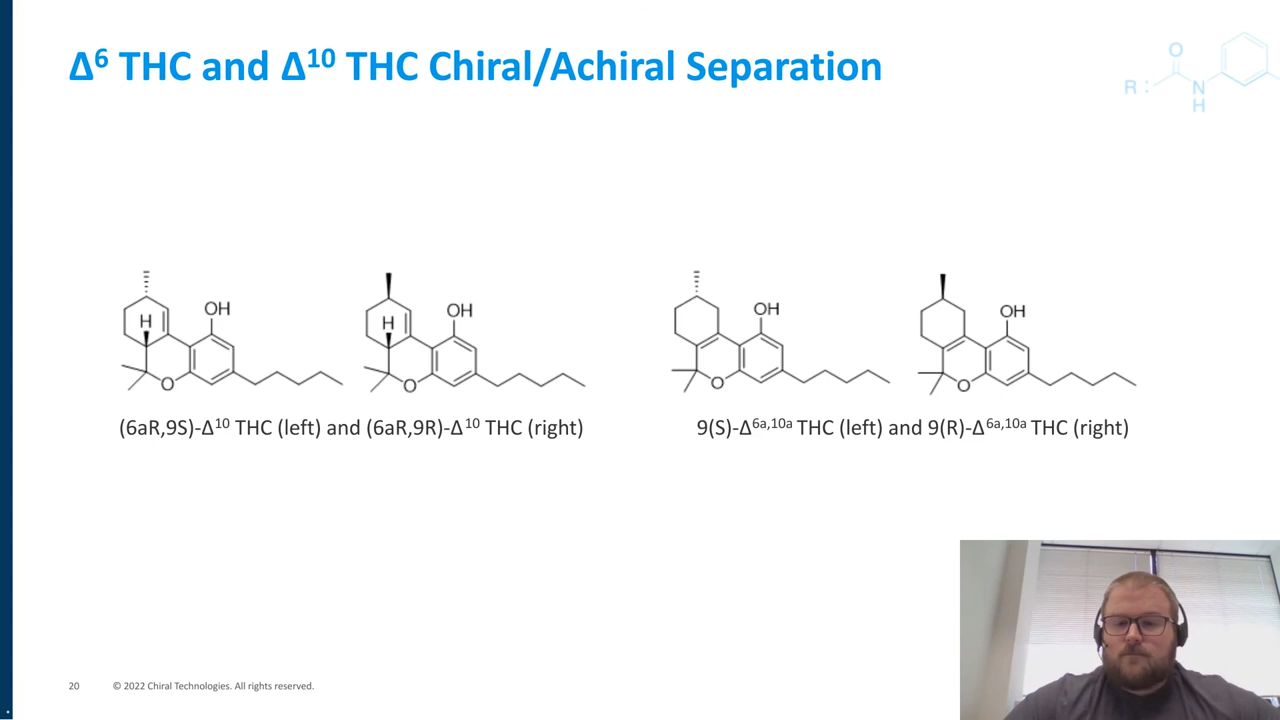 Δ⁶ THC and Δ¹⁰ THC Chiral/Achiral Separation
O
R :
N
H
OH
H
O
OH
H
O
OH
O
OH
O
(6aR,9S)-Δ¹⁰ THC (left) and (6aR,9R)-Δ¹⁰ THC (right)
9(S)-Δ⁶ᵃ,¹⁰ᵃ THC (left) and 9(R)-Δ⁶ᵃ,¹⁰ᵃ THC (right)
20 © 2022 Chiral Technologies. All rights reserved.